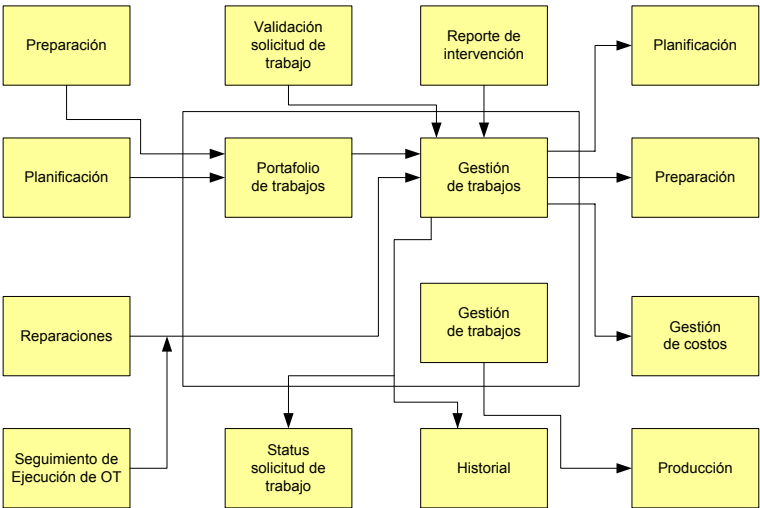 Preparación
Validación
solicitud de
trabajo
Reporte de
intervención
Planificación
Planificación
Portafolio
de trabajos
Gestión
de trabajos
Preparación
Reparaciones
Gestión
de trabajos
Gestión
de costos
Seguimiento de
Ejecución de OT
Status
solicitud de
trabajo
Historial
Producción